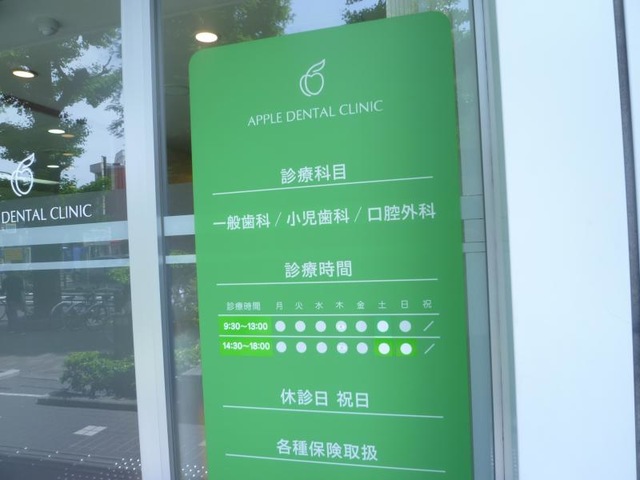 APPLE DENTAL CLINIC
診療科目
一般歯科 / 小児歯科 / 口腔外科
診療時間
診療時間 月 火 水 木 金 土 日 祝
9:30~13:00 ● ● ● ● ● ● ● /
14:30~18:00 ● ● ● ● ● ● ● /
休診日 祝日
各種保険取扱
DENTAL CLINIC